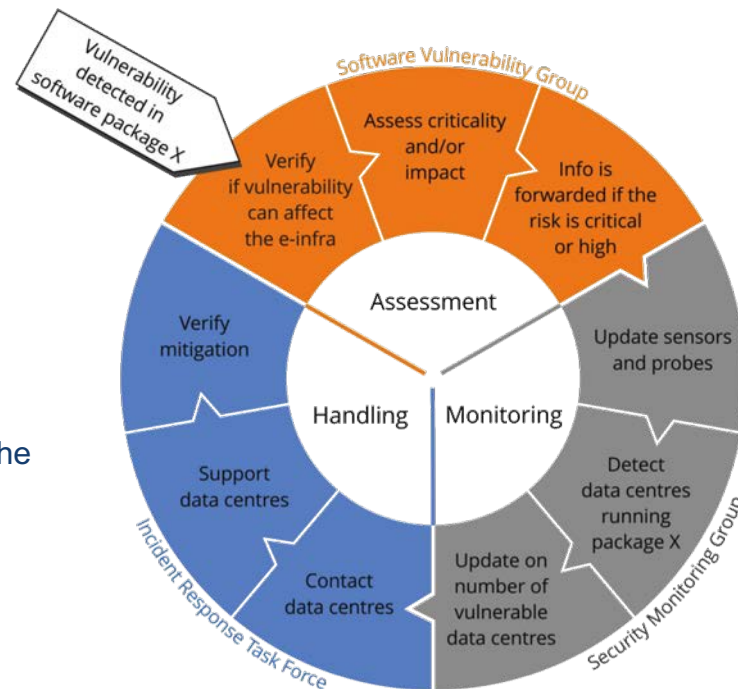 Vulnerability
detected in
software package X
Software Vulnerability Group
Verify
if vulnerability
can affect
the e-infra
Assess criticality
and/or
impact
Info is
forwarded if the
risk is critical
or high
Assessment
Update sensors
and probes
Detect
data centres
running
package X
Update on
number of
vulnerable
data centres
Monitoring
Security Monitoring Group
Contact
data centres
Support
data centres
Verify
mitigation
Handling
Incident Response Task Force
he